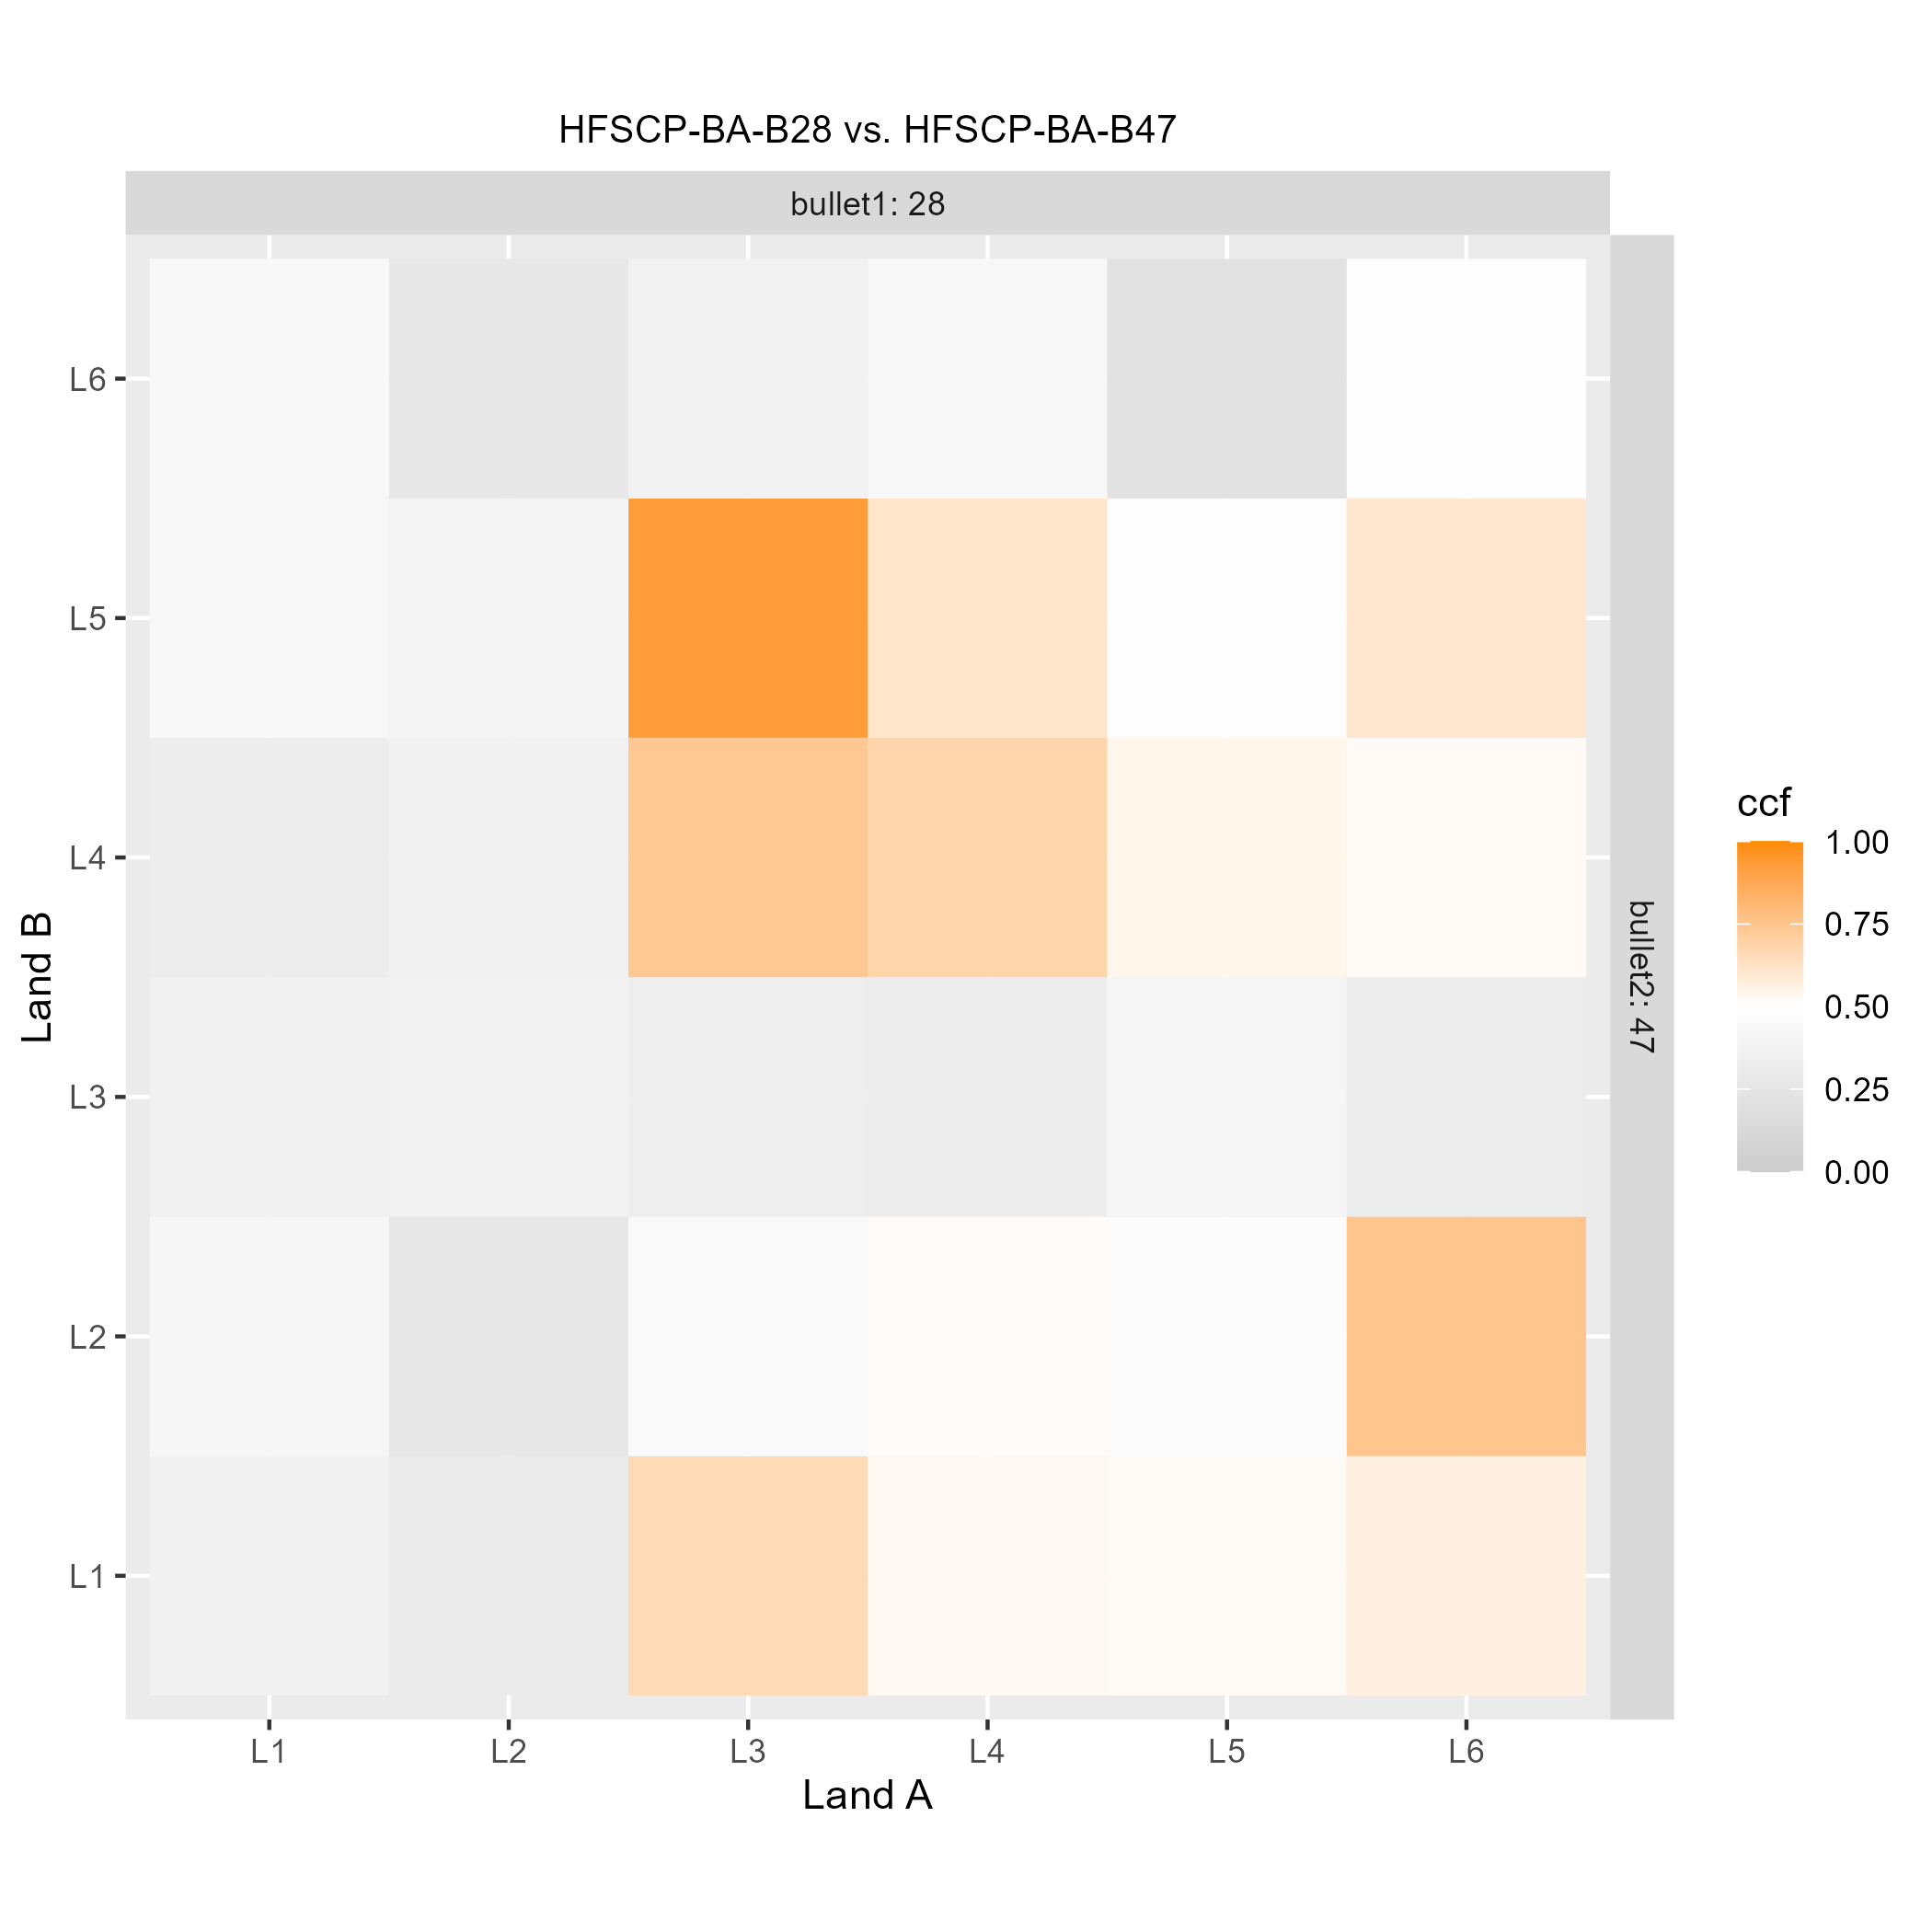 HFSCP-BA-B28 vs. HFSCP-BA-B47
bullet1: 28
L6
L5
L4
L3
L2
L1
Land B
bullet2: 47
L1 L2 L3 L4 L5 L6
Land A
ccf
1.00
0.75
0.50
0.25
0.00